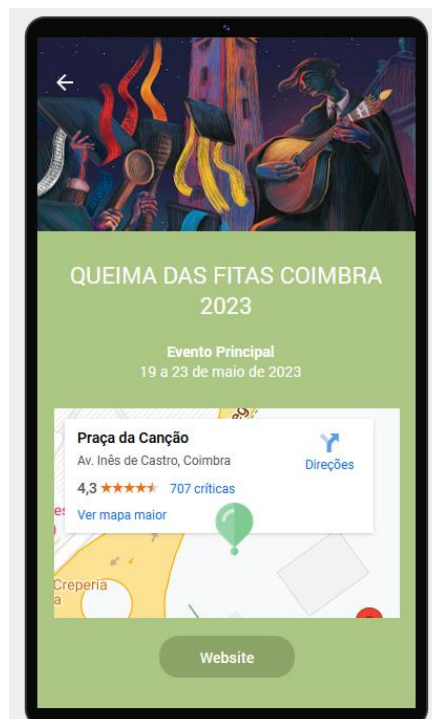 QUEIMA DAS FITAS COIMBRA
2023
Evento Principal
19 a 23 de maio de 2023
Praça da Canção
Av. Inês de Castro, Coimbra
4,3
707 críticas
Ver mapa maior
Direções
Creperia
a
Website